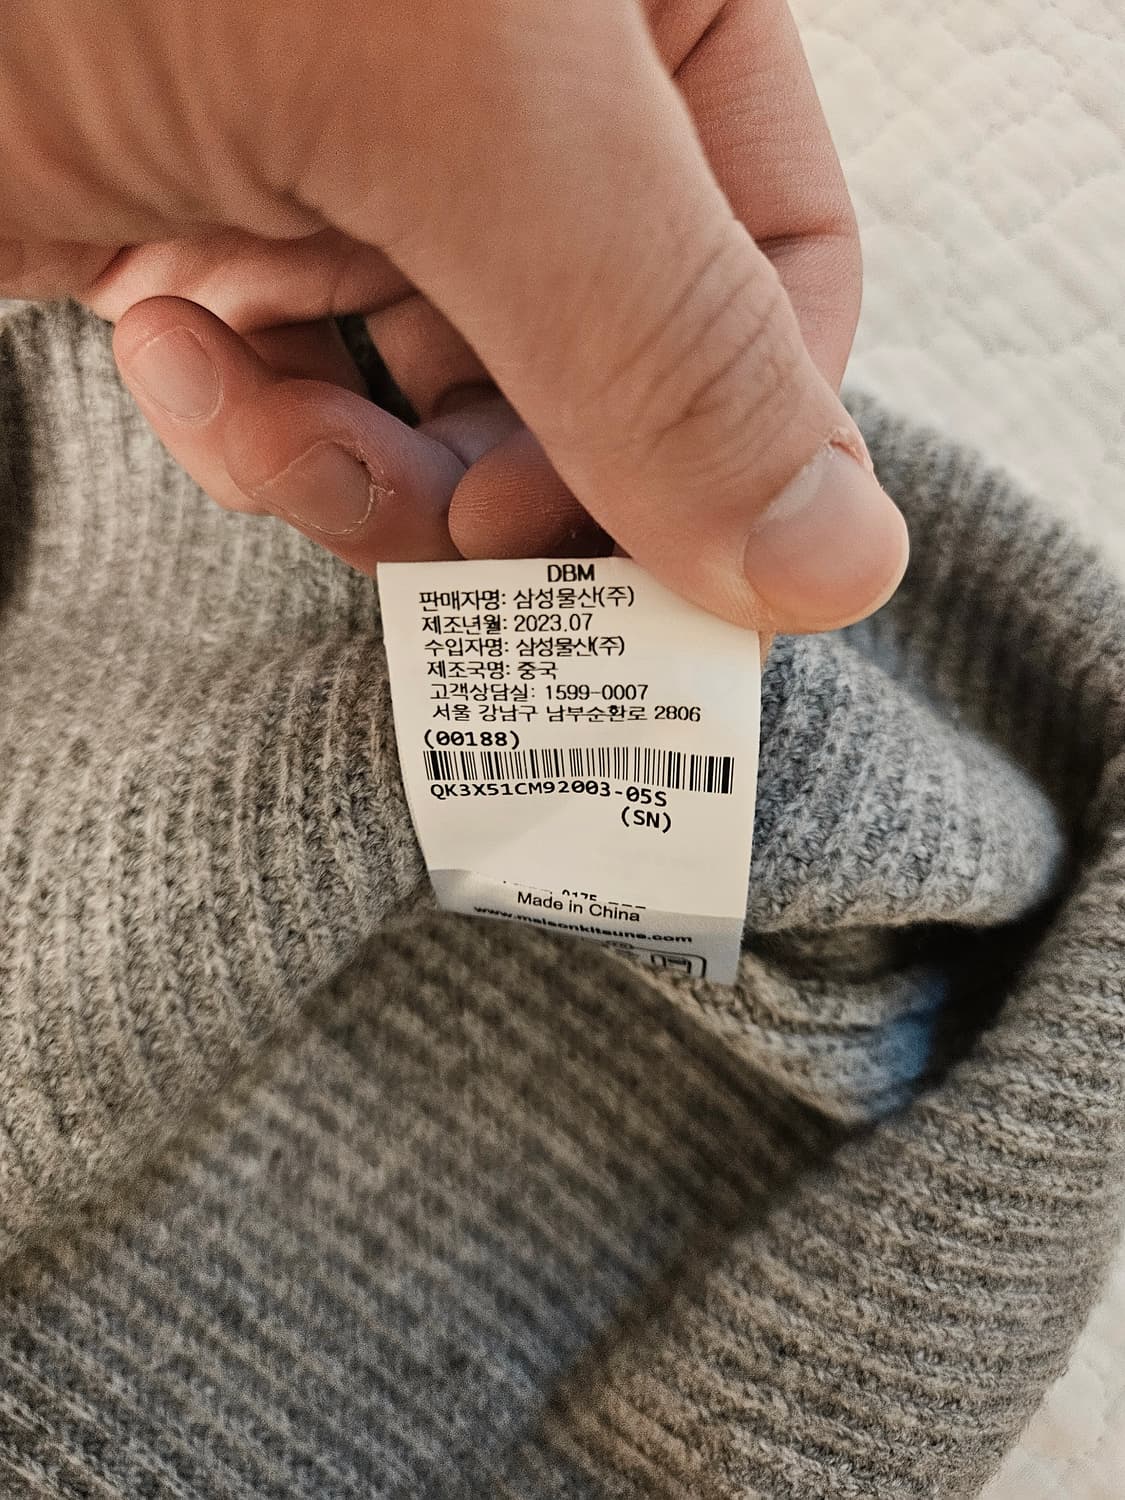 DBM
판매자명: 삼성물산(주)
제조년월: 2023.07
수입자명: 삼성물산(주)
제조국명: 중국
고객상담실: 1599-0007
서울 강남구 남부순환로 2806
(00188)
QK3X51CM92003-05S
(SN)
Made in China
www.maisonkitsune.com